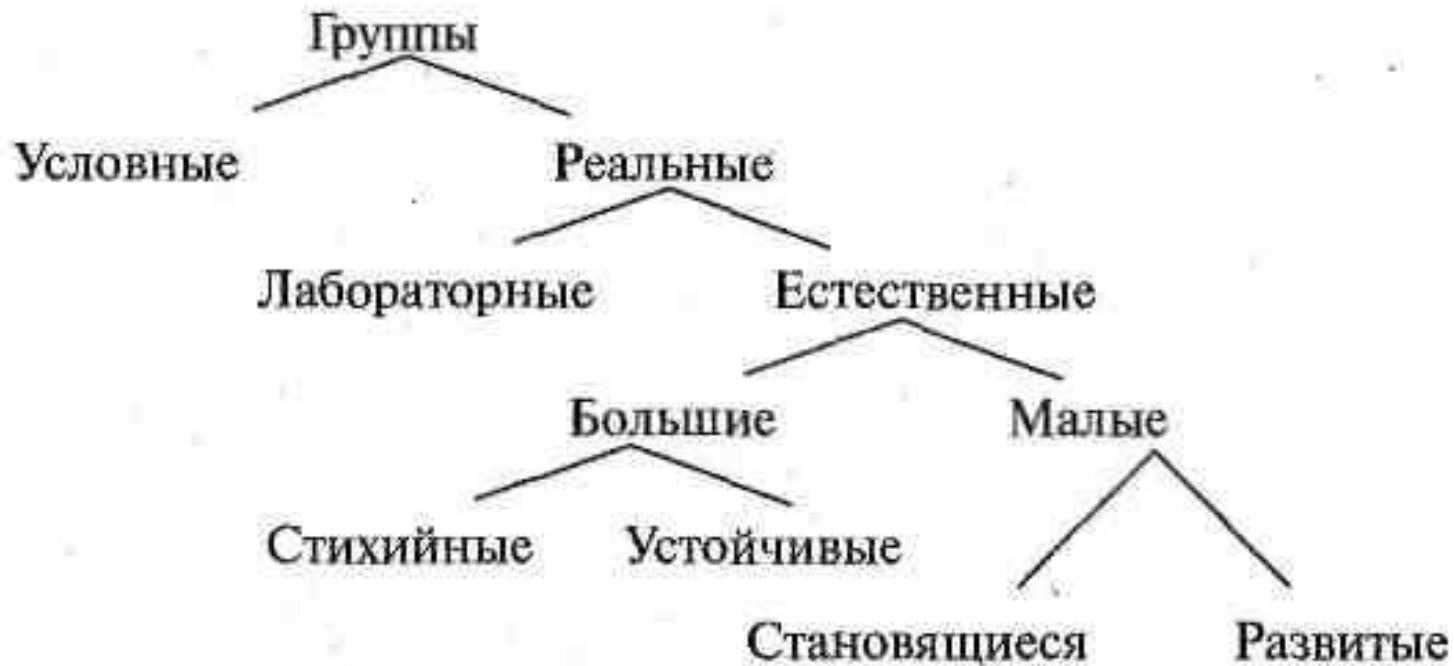 Группы
Условные Реальные
Лабораторные Естественные
Большие Малые
Стихийные Устойчивые
Становящиеся Развитые